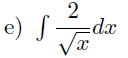 e) ∫ 2/√x dx